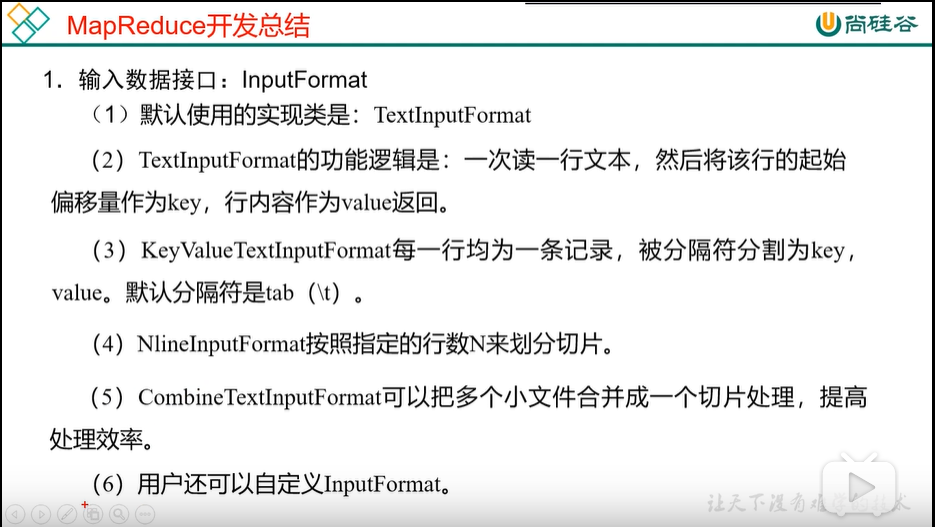 MapReduce开发总结
尚硅谷
1. 输入数据接口：InputFormat
（1）默认使用的实现类是：TextInputFormat
（2）TextInputFormat的功能逻辑是：一次读一行文本，然后将该行的起始
偏移量作为key，行内容作为value返回。
（3）KeyValueTextInputFormat每一行均为一条记录，被分隔符分割为key，
value。默认分隔符是tab（\t）。
（4）NlineInputFormat按照指定的行数N来划分切片。
（5）CombineTextInputFormat可以把多个小文件合并成一个切片处理，提高
处理效率。
（6）用户还可以自定义InputFormat。
让天下没有难学的技术